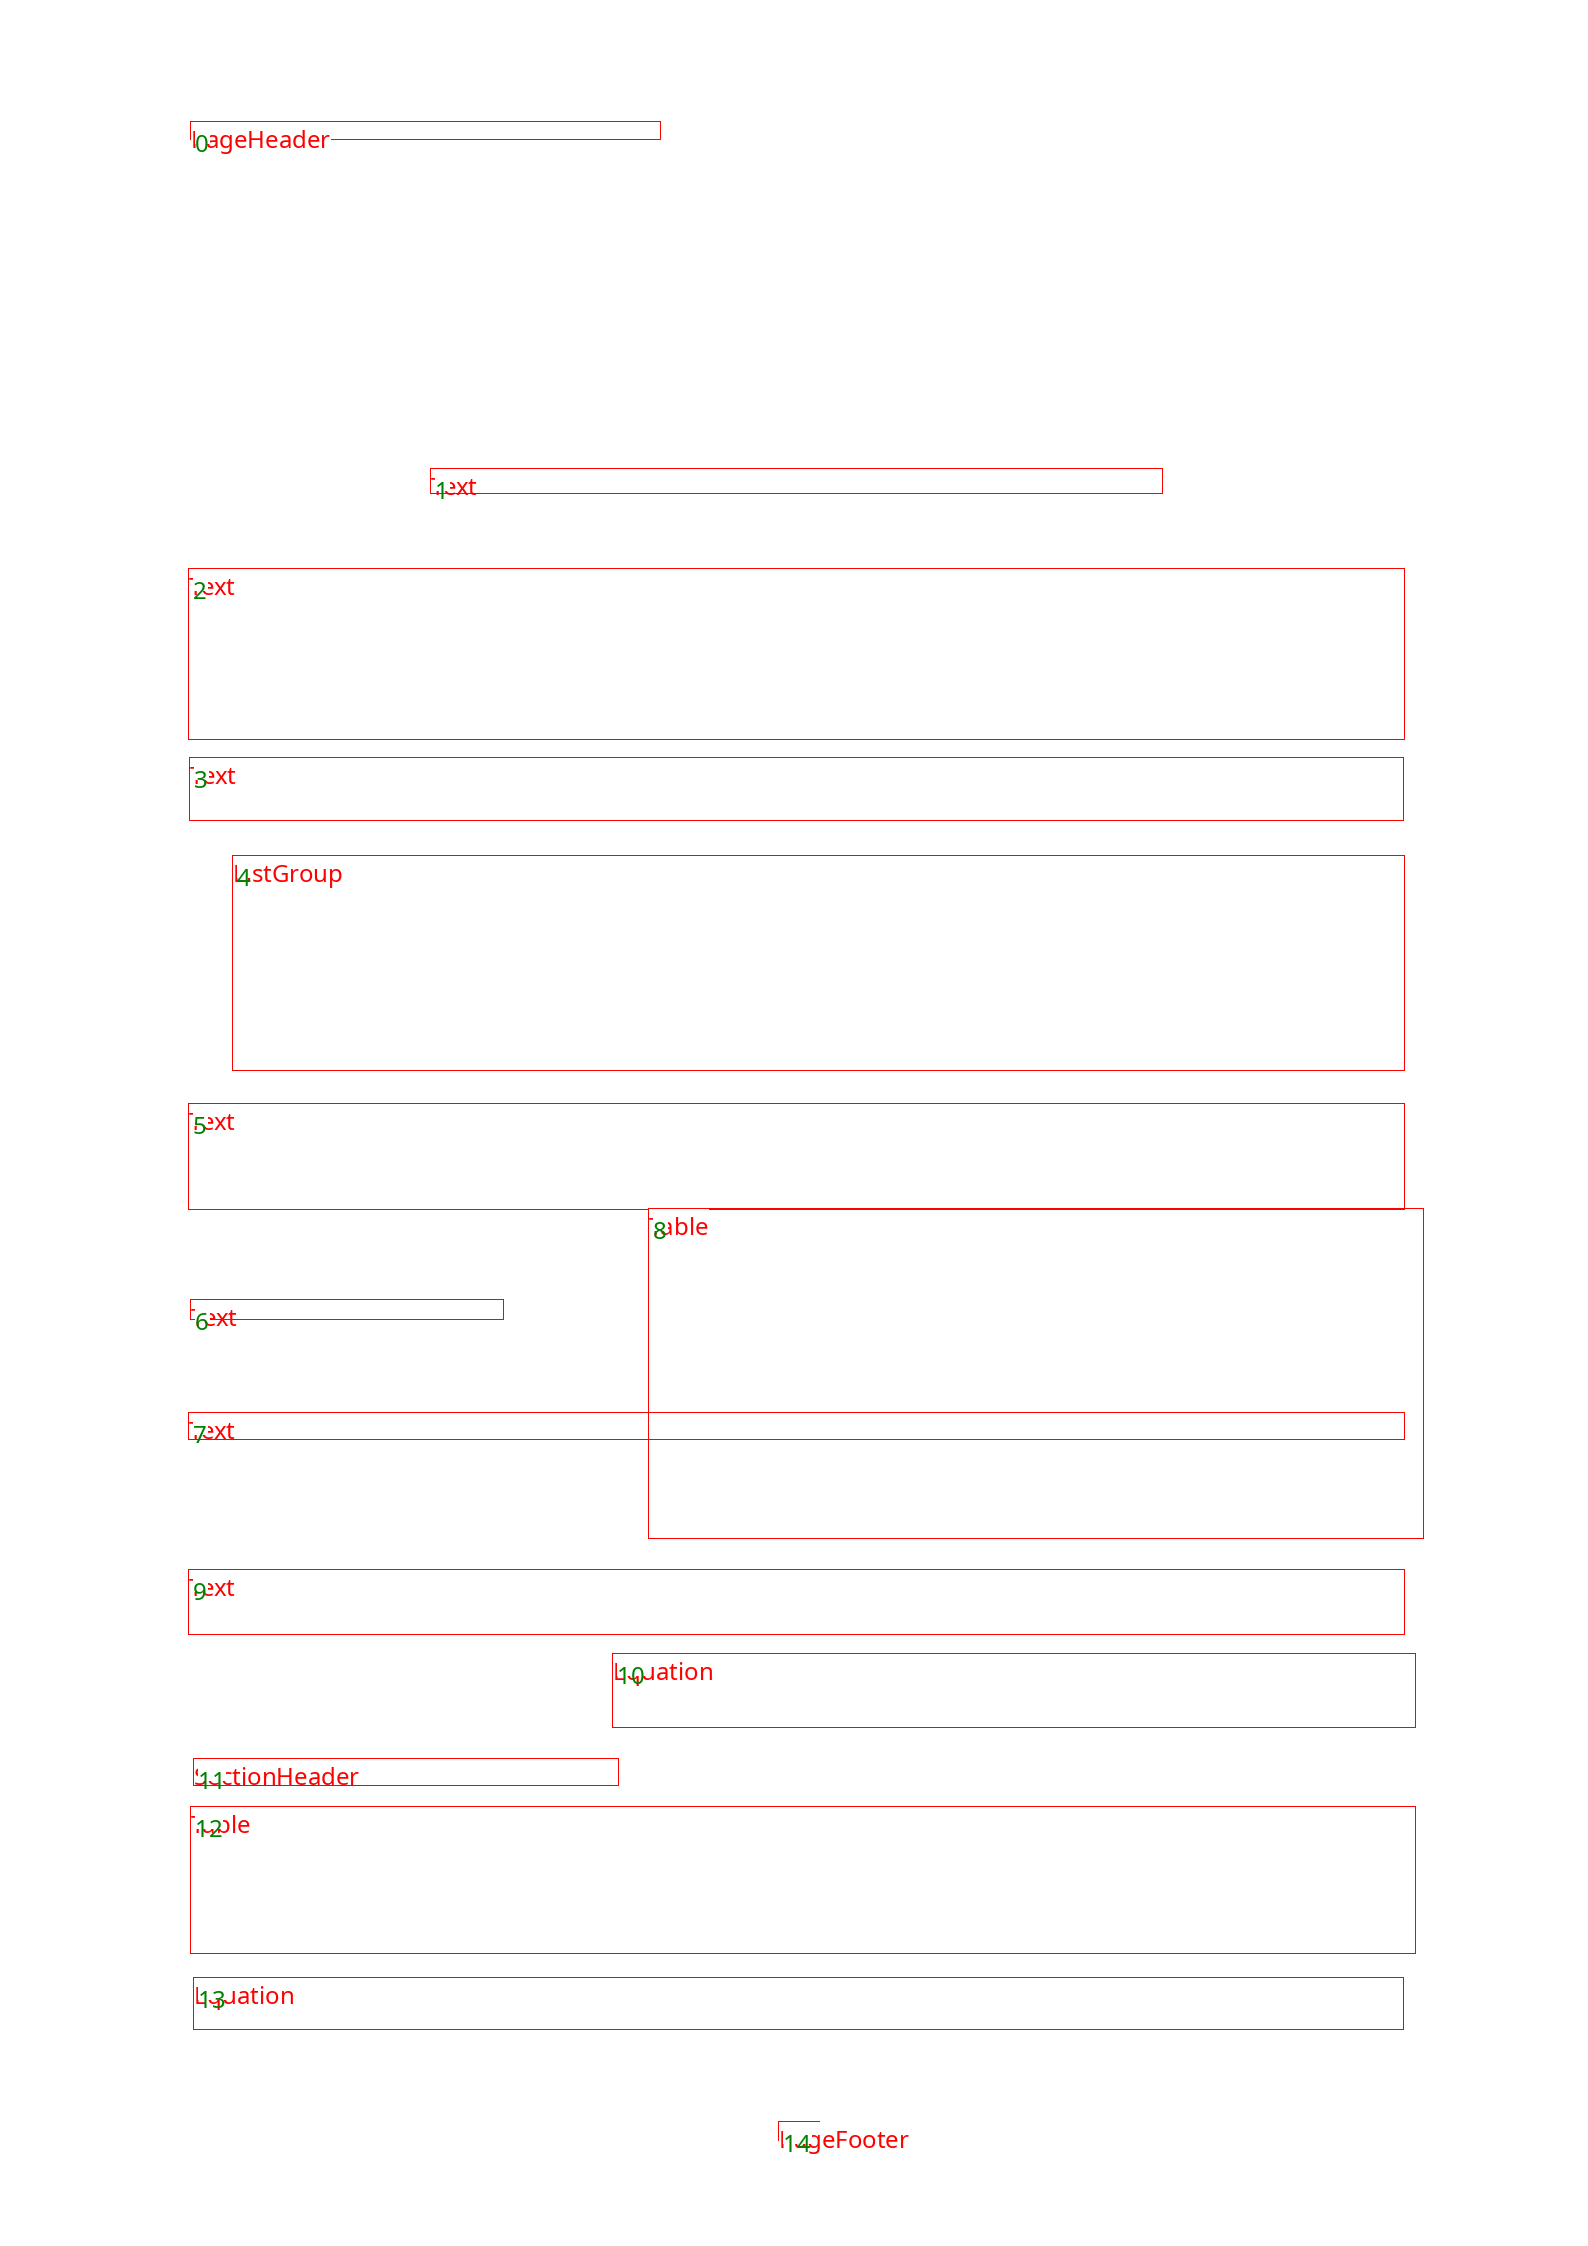 PageHeader
0
Text
1
Text
2
Text
3
ListGroup
4
Text
5
Table
8
Text
6
Text
7
Text
9
Equation
10
SectionHeader
11
Table
12
Equation
13
PageFooter
14